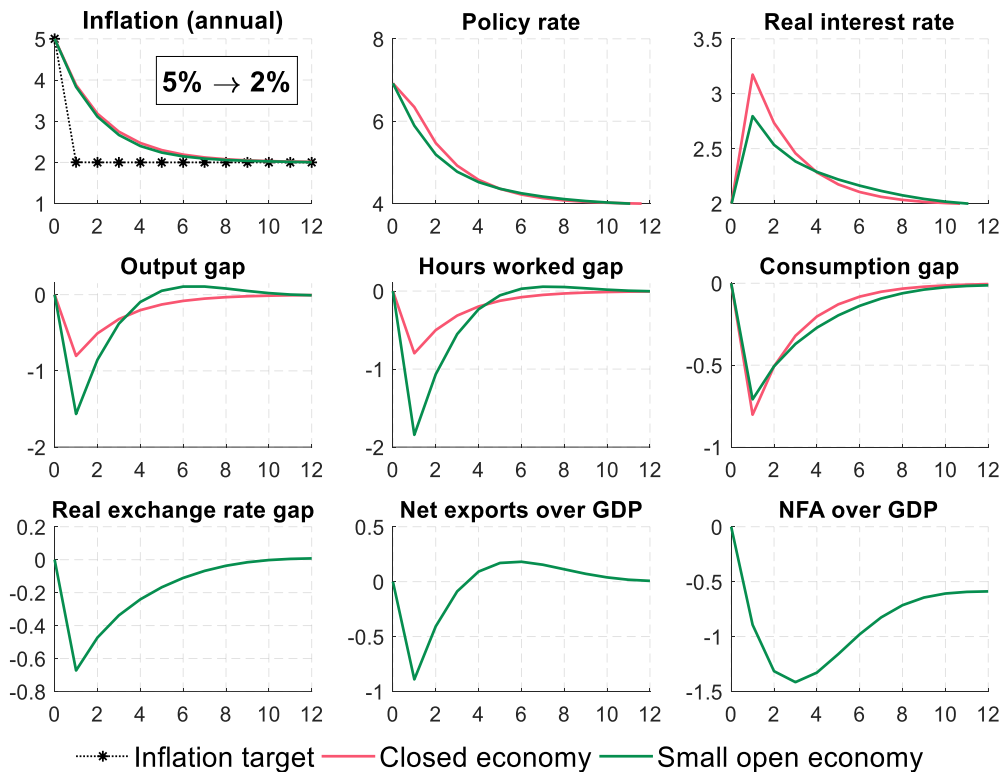 Inflation (annual)
Policy rate
Real interest rate
5
4
3
2
1
5% → 2%
0 2 4 6 8 10 12
8
6
4
0 2 4 6 8 10 12
3.5
3
2.5
2
0 2 4 6 8 10 12
Output gap
Hours worked gap
Consumption gap
0
-1
-2
0 2 4 6 8 10 12
0
-1
-2
0 2 4 6 8 10 12
0
-0.5
-1
0 2 4 6 8 10 12
Real exchange rate gap
Net exports over GDP
NFA over GDP
0.2
0
-0.2
-0.4
-0.6
-0.8
0 2 4 6 8 10 12
0.5
0
-0.5
-1
0 2 4 6 8 10 12
0
-0.5
-1
-1.5
0 2 4 6 8 10 12
Inflation target Closed economy Small open economy